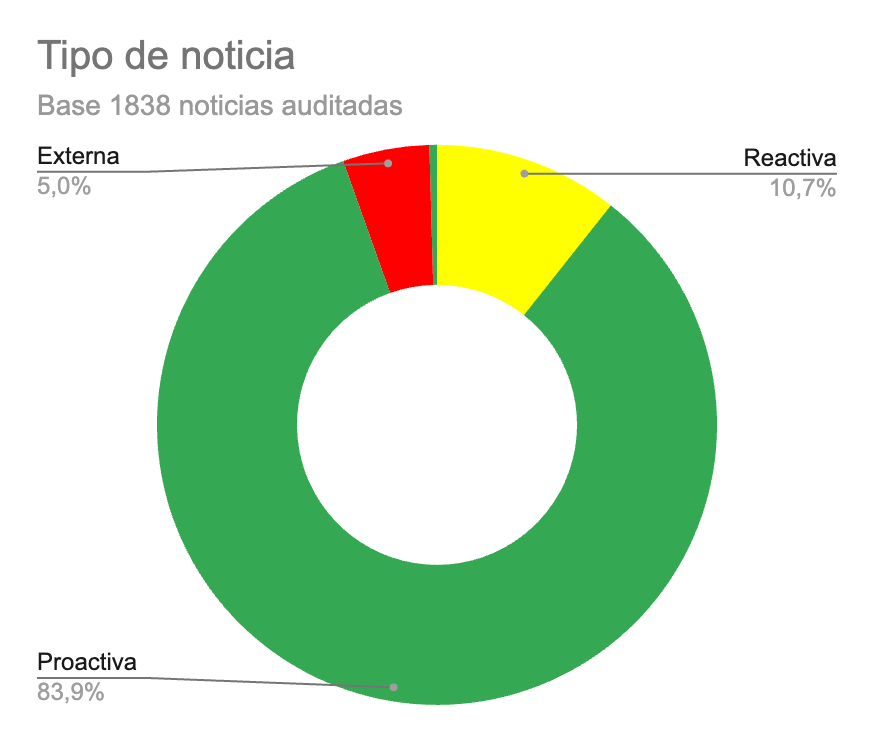 Tipo de noticia
Base 1838 noticias auditadas
Externa
5,0%
Reactiva
10,7%
Proactiva
83,9%